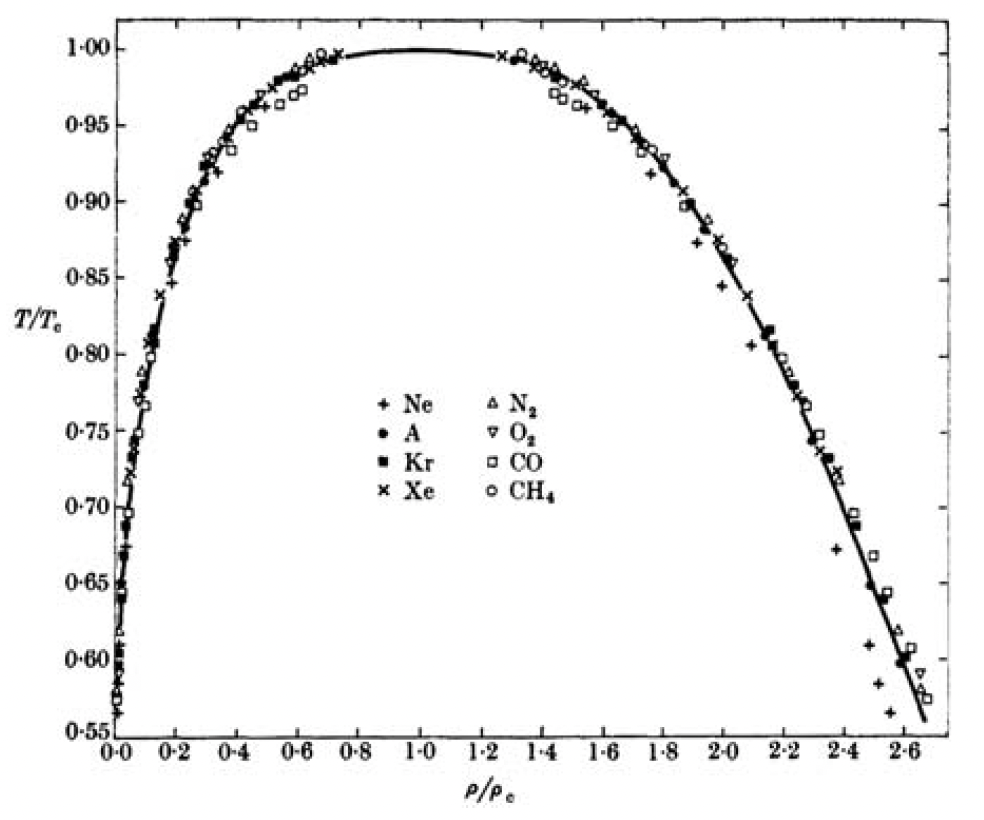 1·00
0·95
0·90
0·85
T/Tc
0·80
0·75
0·70
0·65
0·60
0·55
+ Ne △ N2
● A ▽ O2
■ Kr □ CO
× Xe ○ CH4
0·0 0·2 0·4 0·6 0·8 1·0 1·2 1·4 1·6 1·8 2·0 2·2 2·4 2·6
ρ/ρc